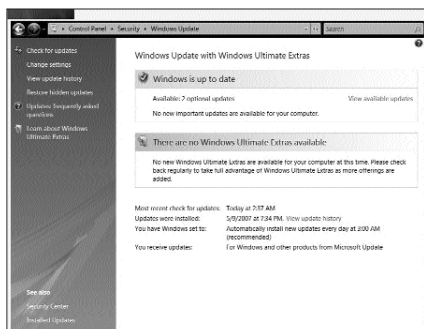 Control Panel ▸ Security ▸ Windows Update
Search
Check for updates
Change settings
View update history
Restore hidden updates
Updates: frequently asked questions
Learn about Windows Ultimate Extras
Windows Update with Windows Ultimate Extras
Windows is up to date
Available: 2 optional updates
View available updates
No new important updates are available for your computer.
There are no Windows Ultimate Extras available
No new Windows Ultimate Extras are available for your computer at this time. Please check
back regularly to take full advantage of Windows Ultimate Extras as more offerings are
added.
Most recent check for updates: Today at 2:37 AM
Updates were installed: 5/9/2007 at 7:34 PM. View update history
You have Windows set to: Automatically install new updates every day at 3:00 AM
(recommended)
You receive updates: For Windows and other products from Microsoft Update
See also
Security Center
Installed Updates